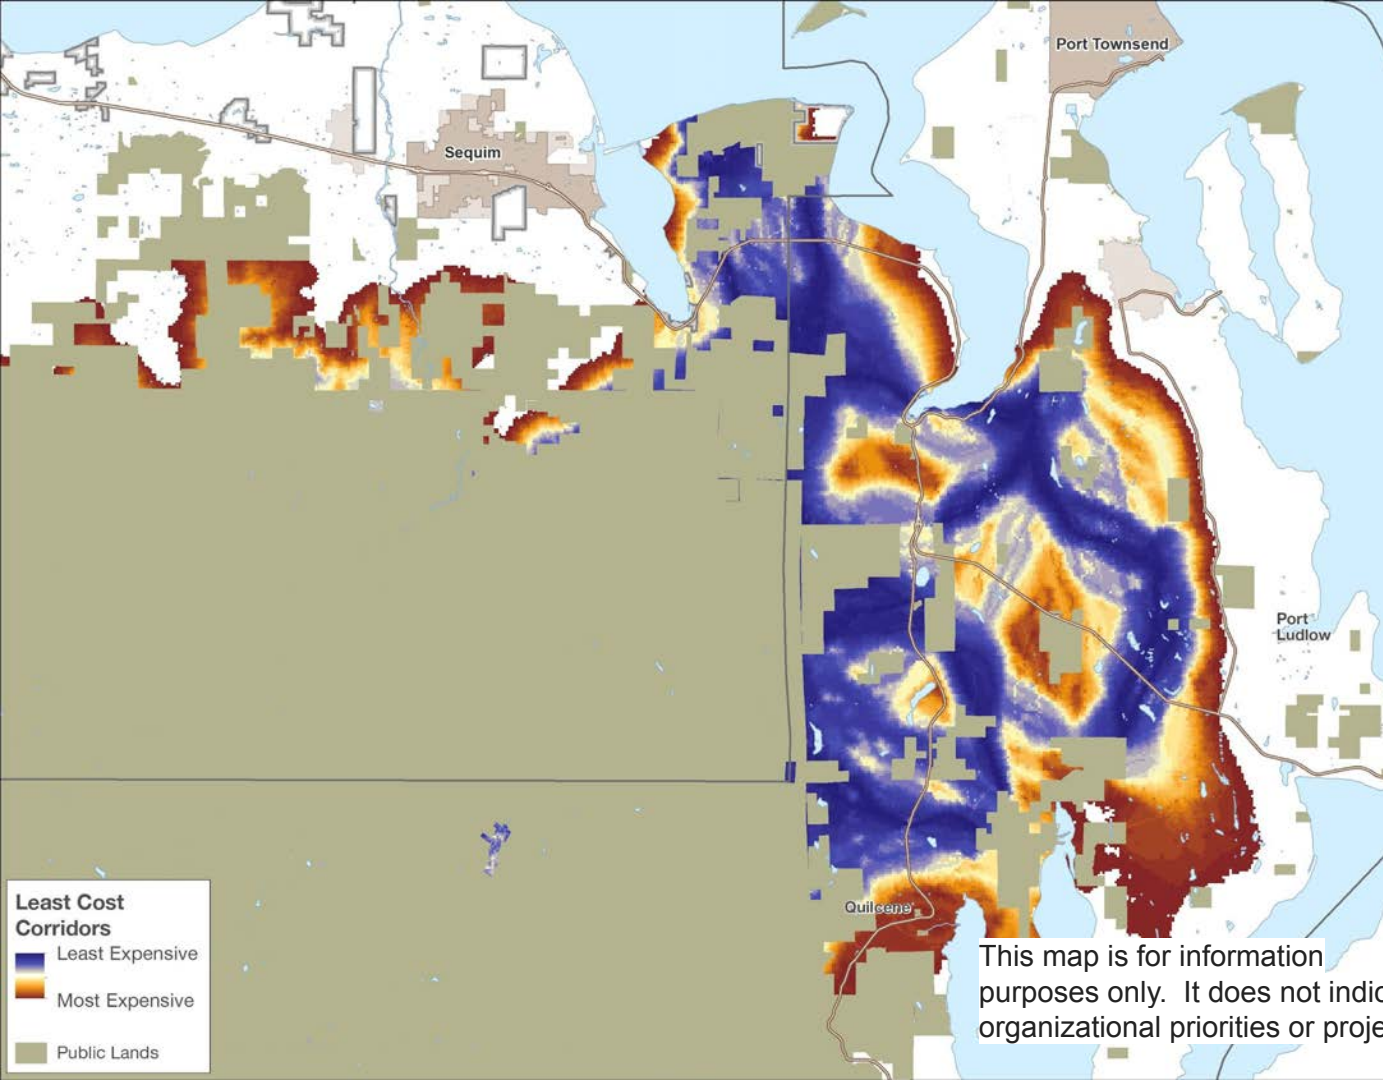 Port Townsend
Sequim
Port
Ludlow
Least Cost
Corridors
Least Expensive
Most Expensive
Public Lands
Quilcene
This map is for information
purposes only.  It does not indic
organizational priorities or proje